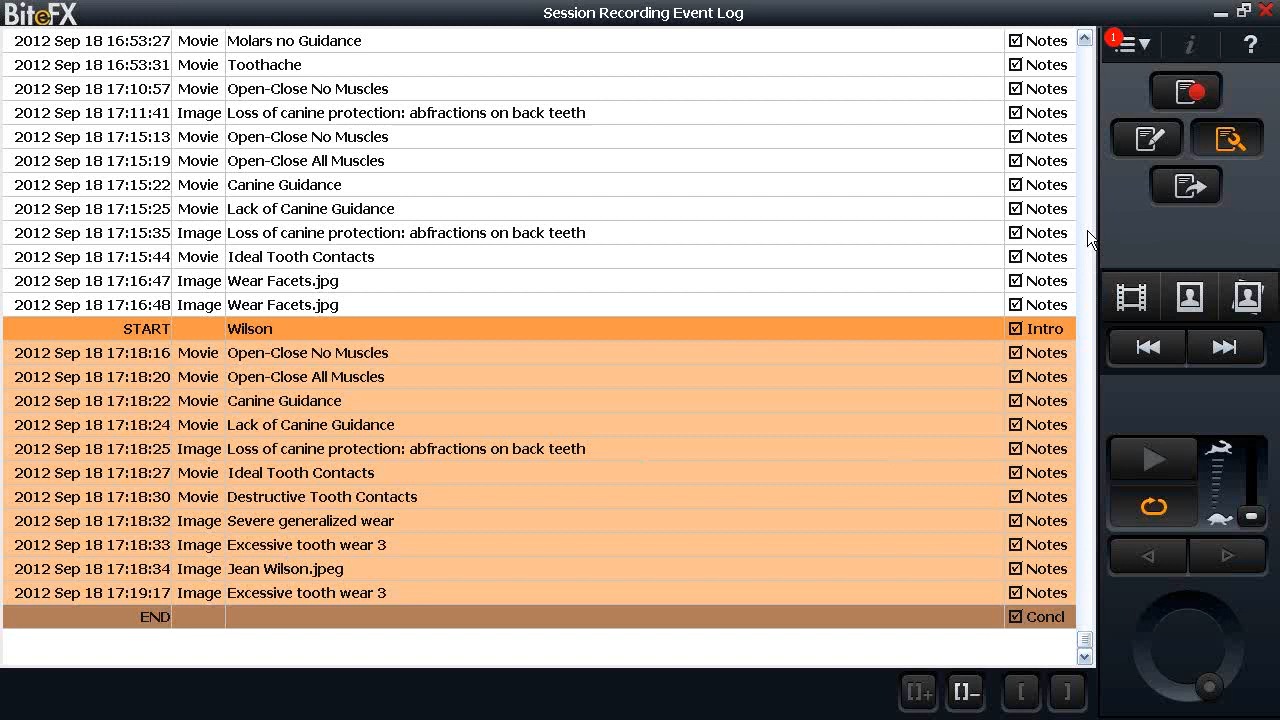 BiteFX
Session Recording Event Log
2012 Sep 18 16:53:27 Movie Molars no Guidance Notes
2012 Sep 18 16:53:31 Movie Toothache Notes
2012 Sep 18 17:10:57 Movie Open-Close No Muscles Notes
2012 Sep 18 17:11:41 Image Loss of canine protection: abfractions on back teeth Notes
2012 Sep 18 17:15:13 Movie Open-Close No Muscles Notes
2012 Sep 18 17:15:19 Movie Open-Close All Muscles Notes
2012 Sep 18 17:15:22 Movie Canine Guidance Notes
2012 Sep 18 17:15:25 Movie Lack of Canine Guidance Notes
2012 Sep 18 17:15:35 Image Loss of canine protection: abfractions on back teeth Notes
2012 Sep 18 17:15:44 Movie Ideal Tooth Contacts Notes
2012 Sep 18 17:16:47 Image Wear Facets.jpg Notes
2012 Sep 18 17:16:48 Image Wear Facets.jpg Notes
START Wilson Intro
2012 Sep 18 17:18:16 Movie Open-Close No Muscles Notes
2012 Sep 18 17:18:20 Movie Open-Close All Muscles Notes
2012 Sep 18 17:18:22 Movie Canine Guidance Notes
2012 Sep 18 17:18:24 Movie Lack of Canine Guidance Notes
2012 Sep 18 17:18:25 Image Loss of canine protection: abfractions on back teeth Notes
2012 Sep 18 17:18:27 Movie Ideal Tooth Contacts Notes
2012 Sep 18 17:18:30 Movie Destructive Tooth Contacts Notes
2012 Sep 18 17:18:32 Image Severe generalized wear Notes
2012 Sep 18 17:18:33 Image Excessive tooth wear 3 Notes
2012 Sep 18 17:18:34 Image Jean Wilson.jpeg Notes
2012 Sep 18 17:19:17 Image Excessive tooth wear 3 Notes
END Concl
1
i ?
[]+ []- [ ]